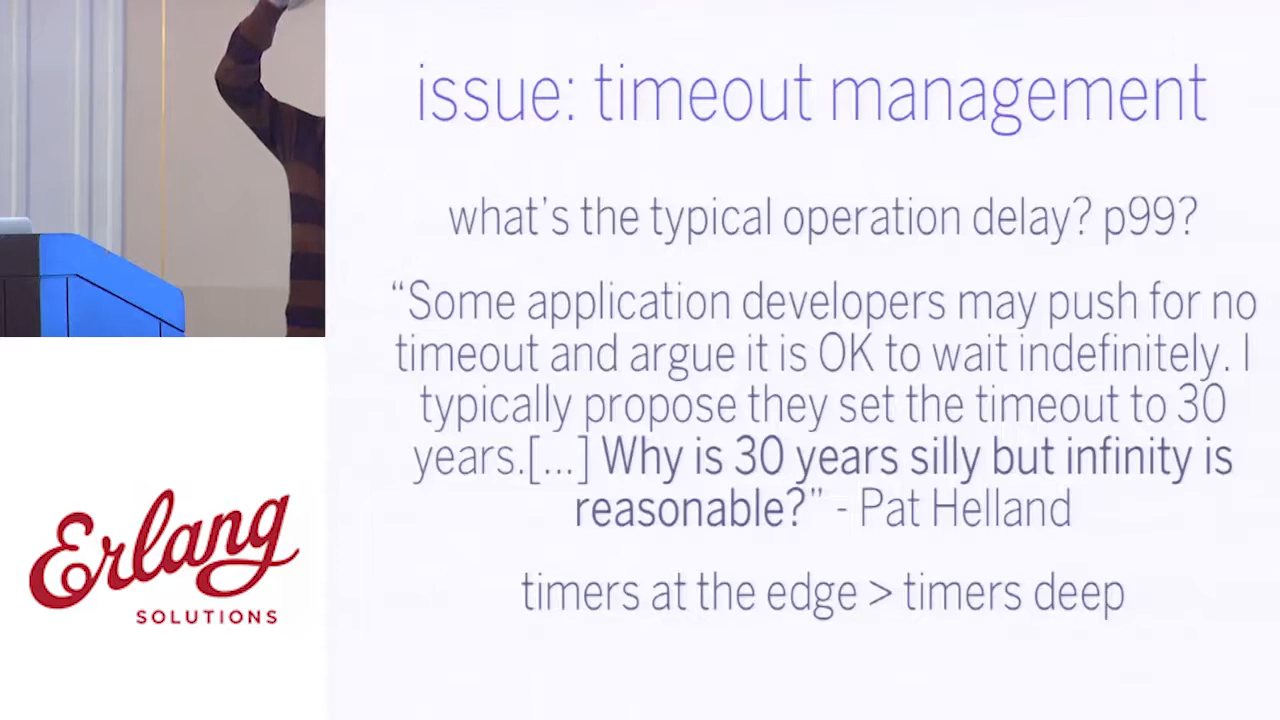 issue: timeout management
what's the typical operation delay? p99?
“Some application developers may push for no
timeout and argue it is OK to wait indefinitely. I
typically propose they set the timeout to 30
years.[...] Why is 30 years silly but infinity is
reasonable?” - Pat Helland
timers at the edge > timers deep
Erlang
SOLUTIONS